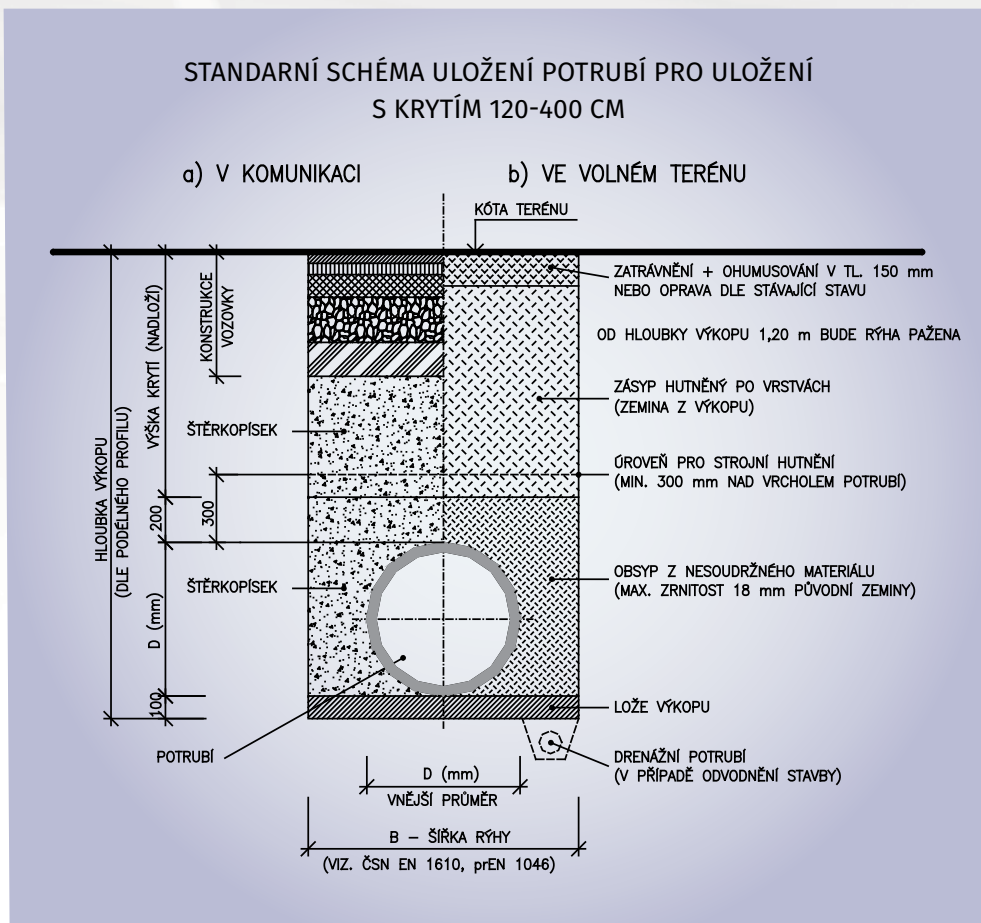 STANDARNÍ SCHÉMA ULOŽENÍ POTRUBÍ PRO ULOŽENÍ
S KRYTÍM 120-400 CM
a) V KOMUNIKACI
b) VE VOLNÉM TERÉNU
KÓTA TERÉNU
ZATRÁVNĚNÍ + OHUMUSOVÁNÍ V TL. 150 mm
NEBO OPRAVA DLE STÁVAJÍCÍ STAVU
OD HLOUBKY VÝKOPU 1,20 m BUDE RÝHA PAŽENA
KONSTRUKCE
VOZOVKY
VÝŠKA KRYTÍ (NADLOŽÍ)
HLOUBKA VÝKOPU
(DLE PODÉLNÉHO PROFILU)
ZÁSYP HUTNĚNÝ PO VRSTVÁCH
(ZEMINA Z VÝKOPU)
ŠTĚRKOPÍSEK
ÚROVEŇ PRO STROJNÍ HUTNĚNÍ
(MIN. 300 mm NAD VRCHOLEM POTRUBÍ)
200
300
ŠTĚRKOPÍSEK
OBSYP Z NESOUDRŽNÉHO MATERIÁLU
(MAX. ZRNITOST 18 mm PŮVODNÍ ZEMINY)
D (mm)
100
LOŽE VÝKOPU
POTRUBÍ
DRENÁŽNÍ POTRUBÍ
(V PŘÍPADĚ ODVODNĚNÍ STAVBY)
D (mm)
VNĚJŠÍ PRŮMĚR
B – ŠÍŘKA RÝHY
(VIZ. ČSN EN 1610, prEN 1046)